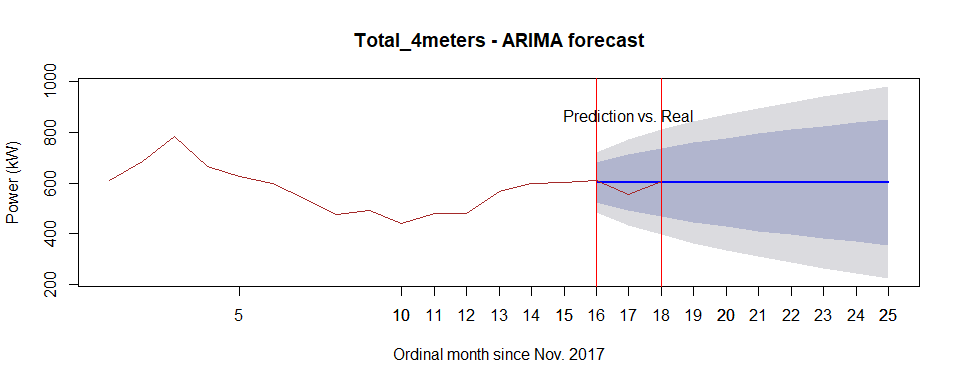 Total_4meters - ARIMA forecast
Prediction vs. Real
Power (kW)
1000
800
600
400
200
5 10 11 12 13 14 15 16 17 18 19 20 21 22 23 24 25
Ordinal month since Nov. 2017